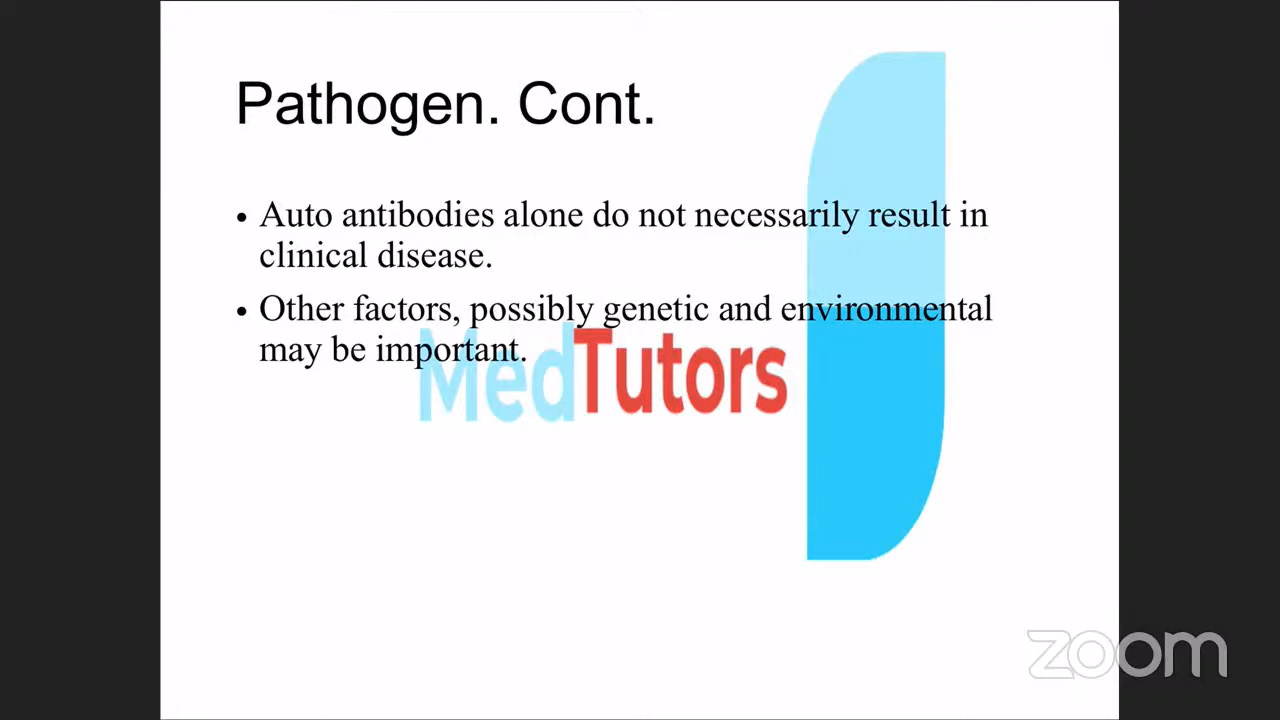 Pathogen. Cont.
• Auto antibodies alone do not necessarily result in
clinical disease.
• Other factors, possibly genetic and environmental
may be important.
MedTutors
zoom